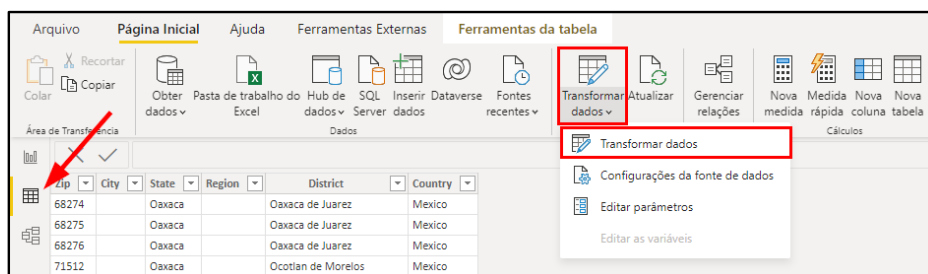 Arquivo Página Inicial Ajuda Ferramentas Externas Ferramentas da tabela
Colar
Recortar
Copiar
Área de Transferência
Obter dados
Pasta de trabalho do Excel
Hub de dados
SQL Server
Inserir dados
Dataverse
Fontes recentes
Dados
Transformar dados
Atualizar
Gerenciar relações
Nova medida
Medida rápida
Nova coluna
Nova tabela
Cálculos
Transformar dados
Configurações da fonte de dados
Editar parâmetros
Editar as variáveis
Zip City State Region District Country
68274 Oaxaca Oaxaca de Juarez Mexico
68275 Oaxaca Oaxaca de Juarez Mexico
68276 Oaxaca Oaxaca de Juarez Mexico
71512 Oaxaca Ocotlan de Morelos Mexico